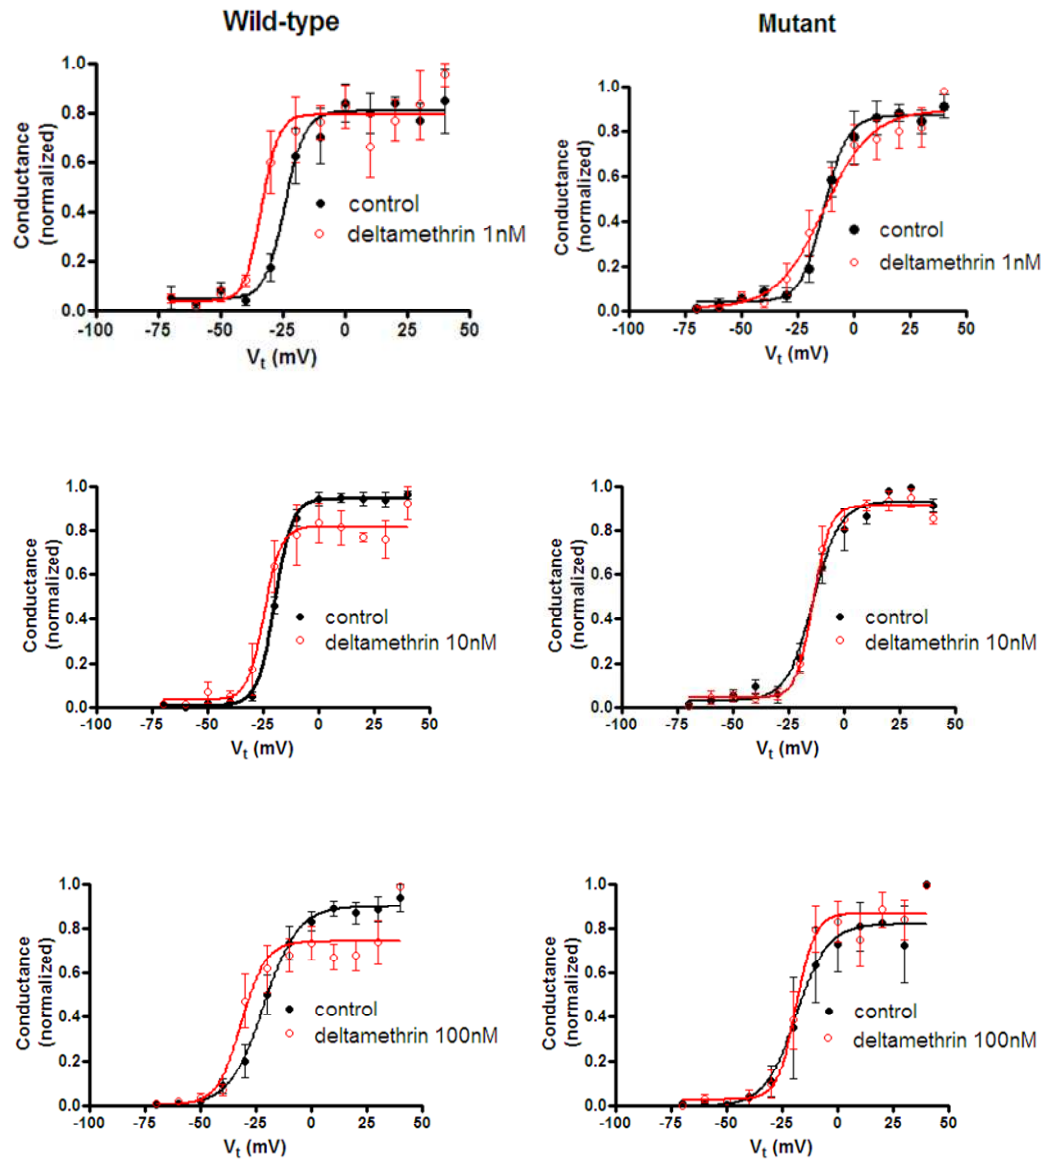 Wild-type
Mutant
1.0
0.8
0.6
0.4
0.2
0.0
Conductance
(normalized)
control
deltamethrin 1nM
-100 -75 -50 -25 0 25 50
Vt (mV)
1.0
0.8
0.6
0.4
0.2
0.0
Conductance
(normalized)
control
deltamethrin 1nM
-100 -75 -50 -25 0 25 50
Vt (mV)
1.0
0.8
0.6
0.4
0.2
0.0
Conductance
(normalized)
control
deltamethrin 10nM
-100 -75 -50 -25 0 25 50
Vt (mV)
1.0
0.8
0.6
0.4
0.2
0.0
Conductance
(normalized)
control
deltamethrin 10nM
-100 -75 -50 -25 0 25 50
Vt (mV)
1.0
0.8
0.6
0.4
0.2
0.0
Conductance
(normalized)
control
deltamethrin 100nM
-100 -75 -50 -25 0 25 50
Vt (mV)
1.0
0.8
0.6
0.4
0.2
0.0
Conductance
(normalized)
control
deltamethrin 100nM
-100 -75 -50 -25 0 25 50
Vt (mV)